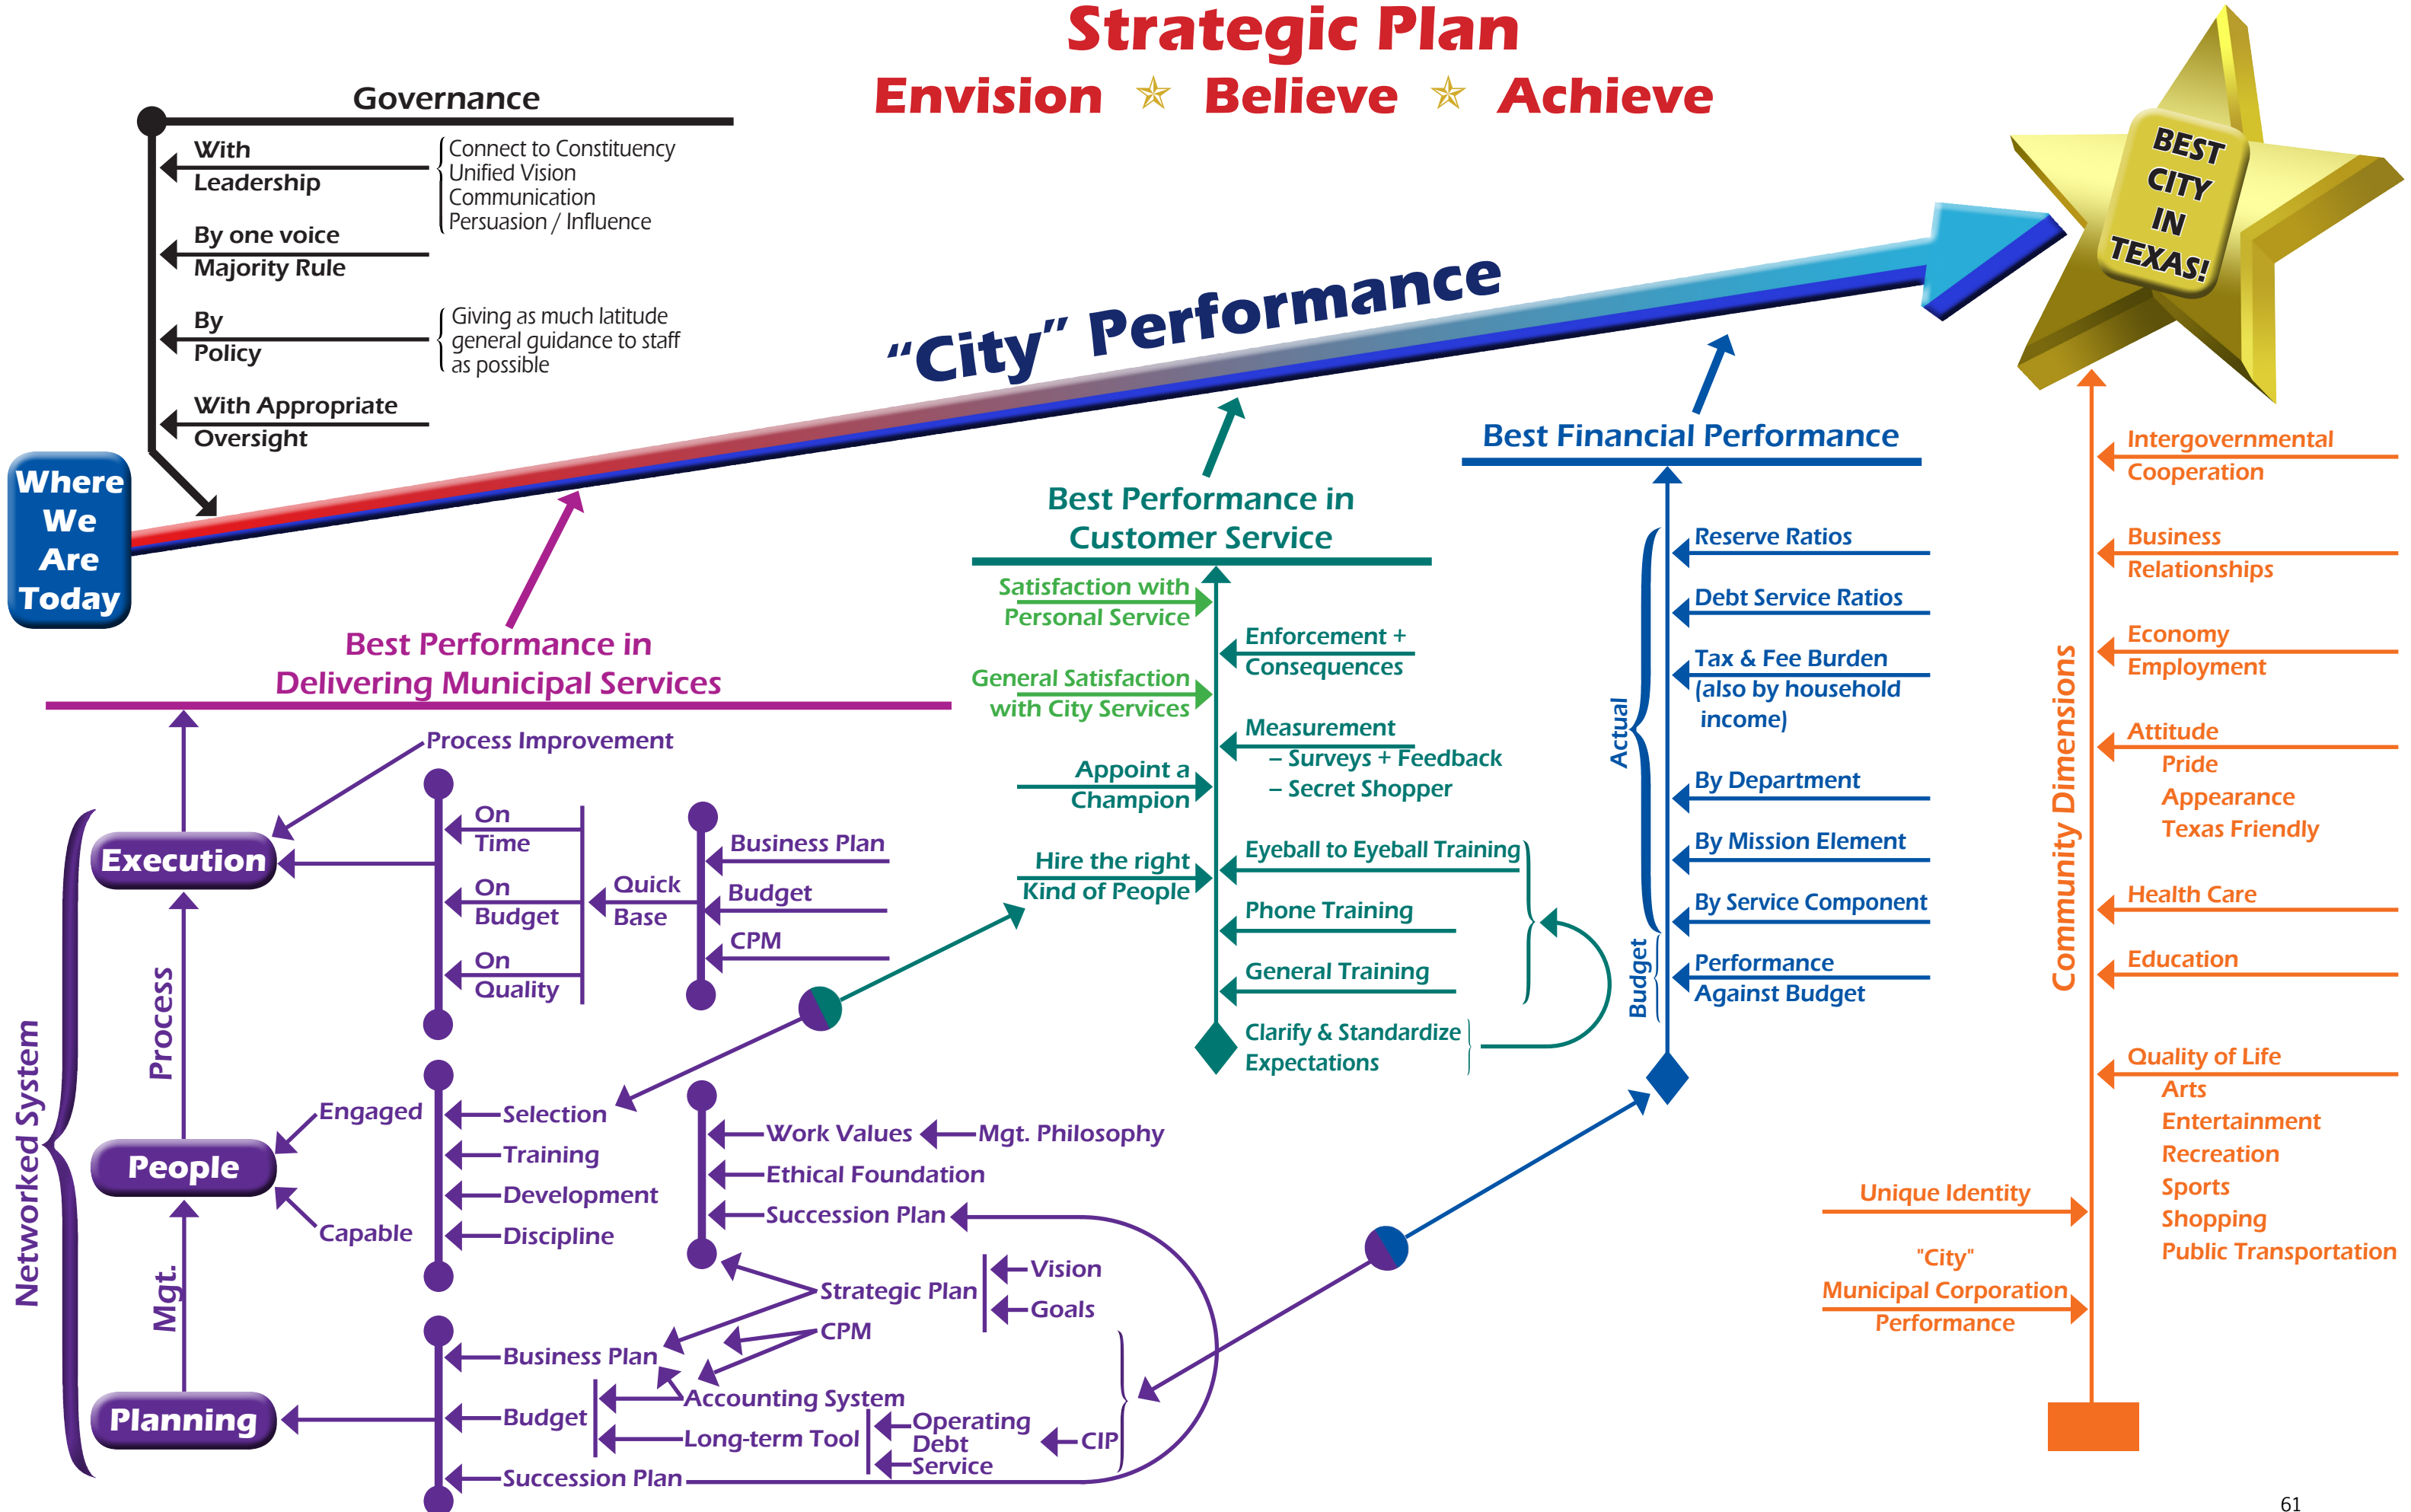 Strategic Plan
Envision Believe Achieve
BEST
CITY
IN
TEXAS!
Governance
With
Leadership
Connect to Constituency
Unified Vision
Communication
Persuasion / Influence
By one voice
Majority Rule
By
Policy
Giving as much latitude
general guidance to staff
as possible
With Appropriate
Oversight
Where
We
Are
Today
“City” Performance
Best Performance in
Delivering Municipal Services
Networked System
Execution
Process
People
Mgt.
Planning
Process Improvement
On
Time
On
Budget
On
Quality
Quick
Base
Business Plan
Budget
CPM
Engaged
Capable
Selection
Training
Development
Discipline
Work Values
Mgt. Philosophy
Ethical Foundation
Succession Plan
Strategic Plan
Vision
Goals
CPM
Business Plan
Budget
Accounting System
Long-term Tool
Operating
Debt
Service
CIP
Succession Plan
Best Performance in
Customer Service
Satisfaction with
Personal Service
General Satisfaction
with City Services
Appoint a
Champion
Hire the right
Kind of People
Enforcement +
Consequences
Measurement
– Surveys + Feedback
– Secret Shopper
Eyeball to Eyeball Training
Phone Training
General Training
Clarify & Standardize
Expectations
Best Financial Performance
Actual
Reserve Ratios
Debt Service Ratios
Tax & Fee Burden
(also by household
income)
By Department
By Mission Element
By Service Component
Budget
Performance
Against Budget
Community Dimensions
Intergovernmental
Cooperation
Business
Relationships
Economy
Employment
Attitude
Pride
Appearance
Texas Friendly
Health Care
Education
Quality of Life
Arts
Entertainment
Recreation
Sports
Shopping
Public Transportation
Unique Identity
"City"
Municipal Corporation
Performance
61